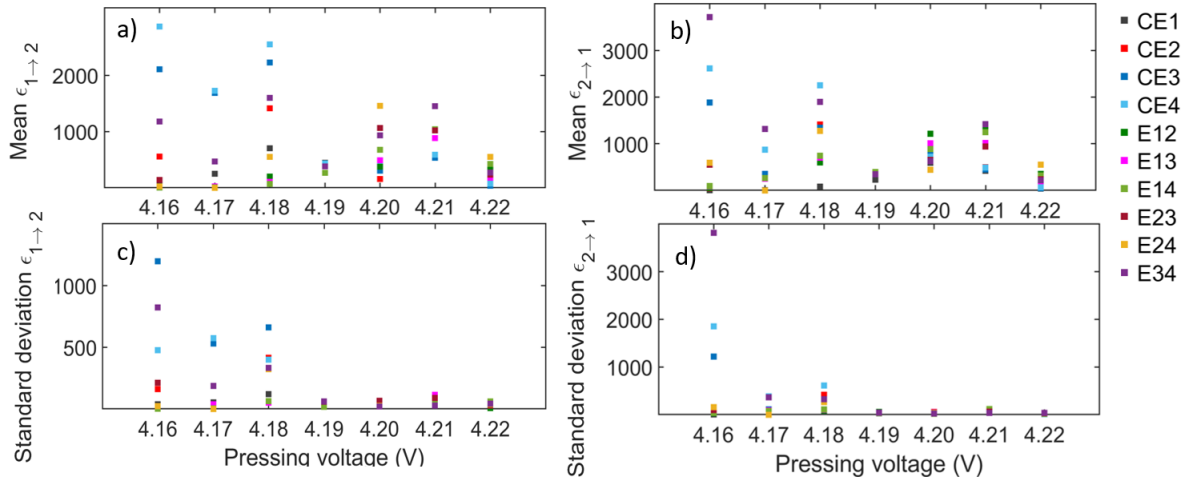 a)
Mean ϵ1→2
2000
1000
4.16 4.17 4.18 4.19 4.20 4.21 4.22
b)
Mean ϵ2→1
4000
3000
2000
1000
0
4.16 4.17 4.18 4.19 4.20 4.21 4.22
c)
Standard deviation ϵ1→2
1000
500
4.16 4.17 4.18 4.19 4.20 4.21 4.22
Pressing voltage (V)
d)
Standard deviation ϵ2→1
3000
2000
1000
4.16 4.17 4.18 4.19 4.20 4.21 4.22
Pressing voltage (V)
CE1
CE2
CE3
CE4
E12
E13
E14
E23
E24
E34